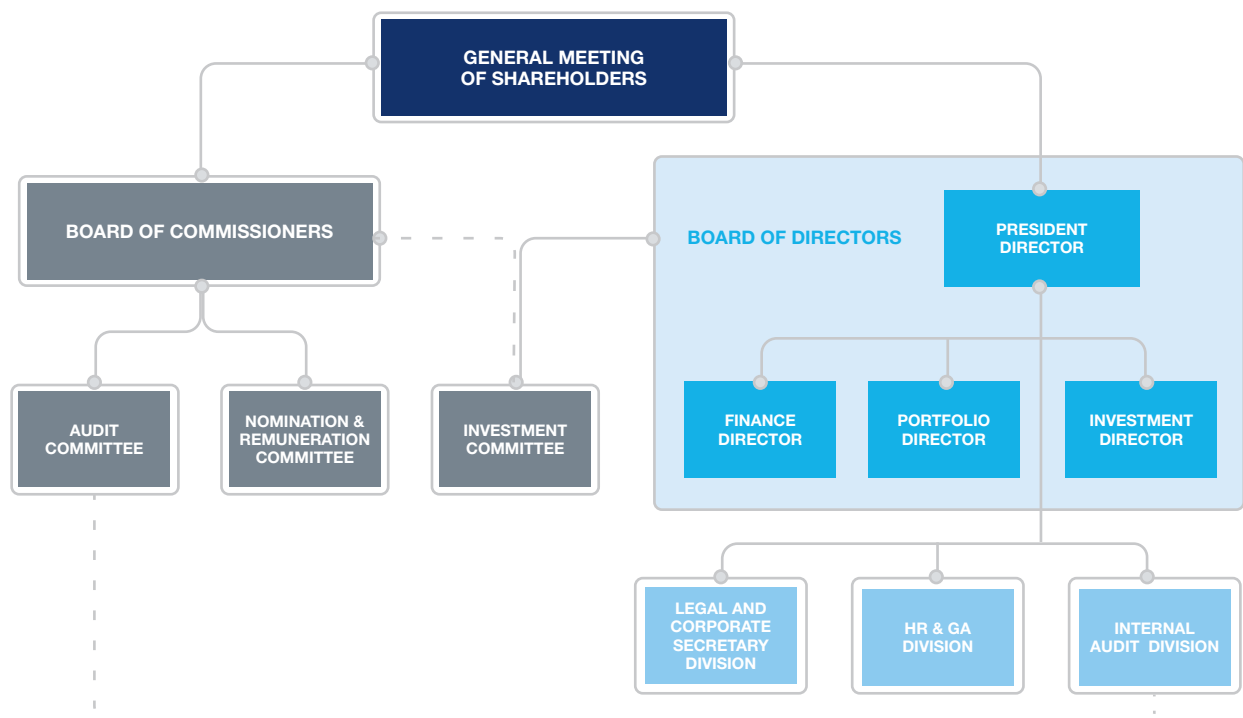 GENERAL MEETING
OF SHAREHOLDERS
BOARD OF COMMISSIONERS
BOARD OF DIRECTORS
PRESIDENT
DIRECTOR
AUDIT
COMMITTEE
NOMINATION &
REMUNERATION
COMMITTEE
INVESTMENT
COMMITTEE
FINANCE
DIRECTOR
PORTFOLIO
DIRECTOR
INVESTMENT
DIRECTOR
LEGAL AND
CORPORATE
SECRETARY
DIVISION
HR & GA
DIVISION
INTERNAL
AUDIT DIVISION